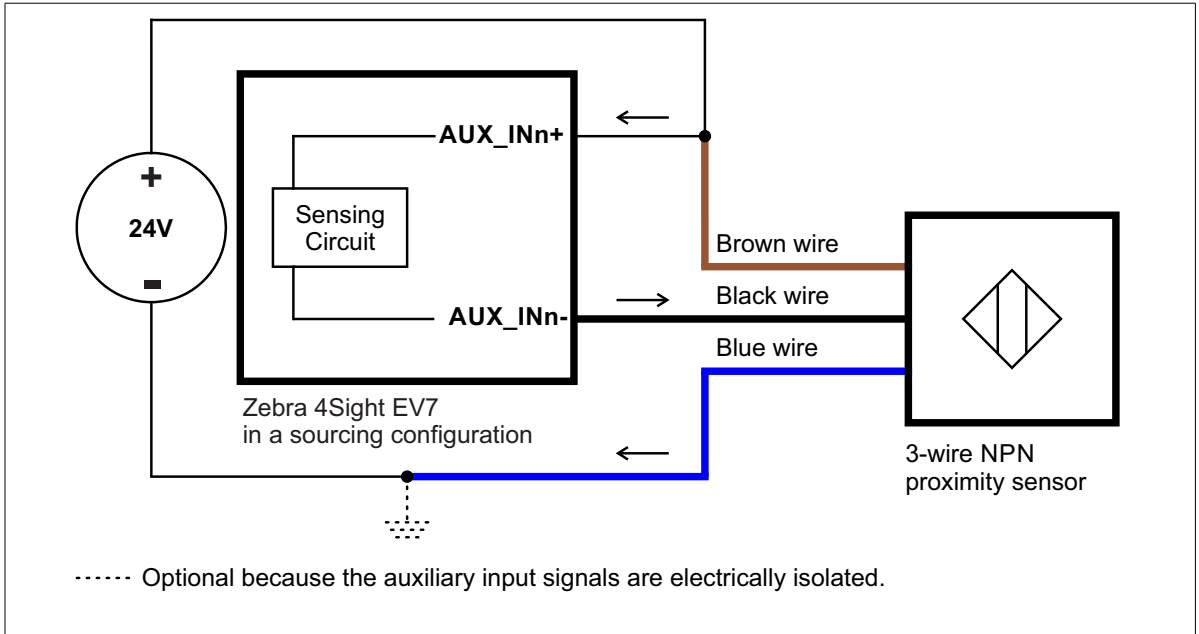 AUX_INn+
+
24V
-
Sensing
Circuit
Brown wire
Black wire
AUX_INn-
Blue wire
Zebra 4Sight EV7
in a sourcing configuration
3-wire NPN
proximity sensor
Optional because the auxiliary input signals are electrically isolated.